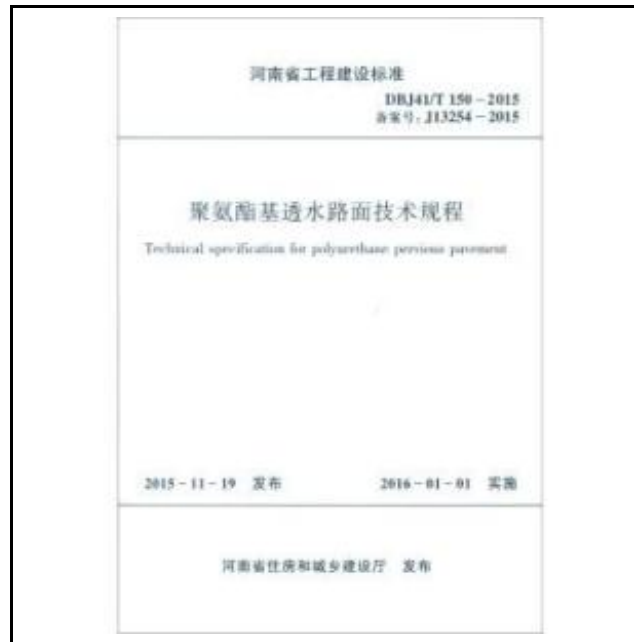 河南省工程建设标准
DBJ41/T 150-2015
备案号:J13254-2015
聚氨酯基透水路面技术规程
Technical specification for polyurethane pervious pavement
2015-11-19 发布 2016-01-01 实施
河南省住房和城乡建设厅 发布